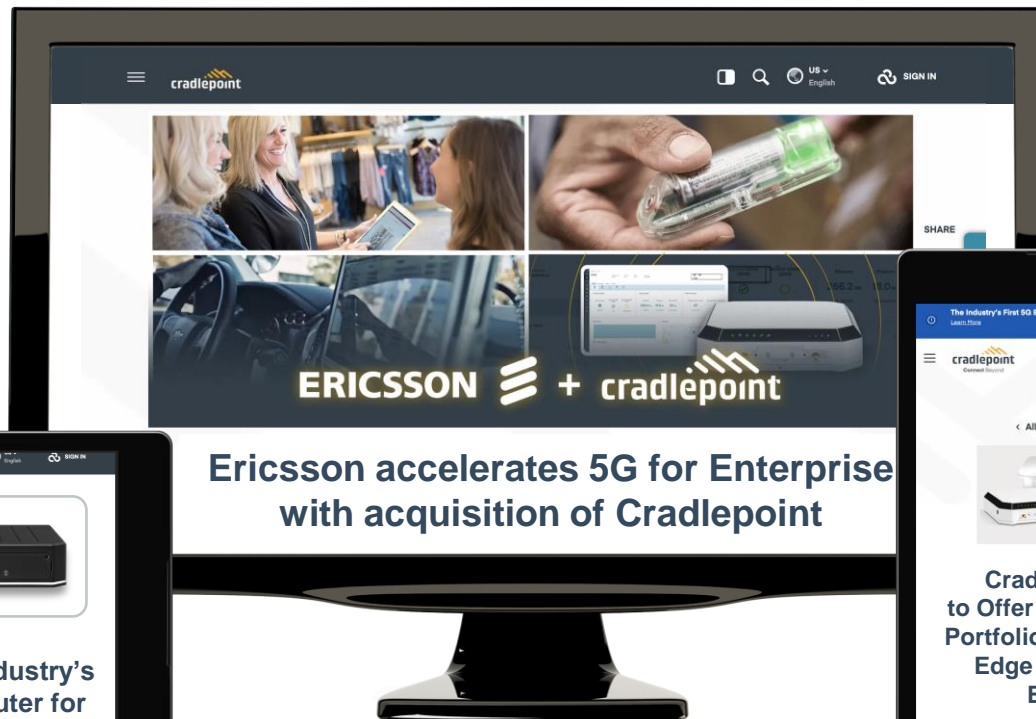 cradlepoint
US
English
SIGN IN
SHARE
ERICSSON + cradlepoint
Ericsson accelerates 5G for Enterprise
with acquisition of Cradlepoint
English
SIGN IN
dustry's
uter for
The Industry's First 5G E
Learn More
cradlepoint
Connect Beyond
< All
Crad
to Offer
Portfolio
Edge
E